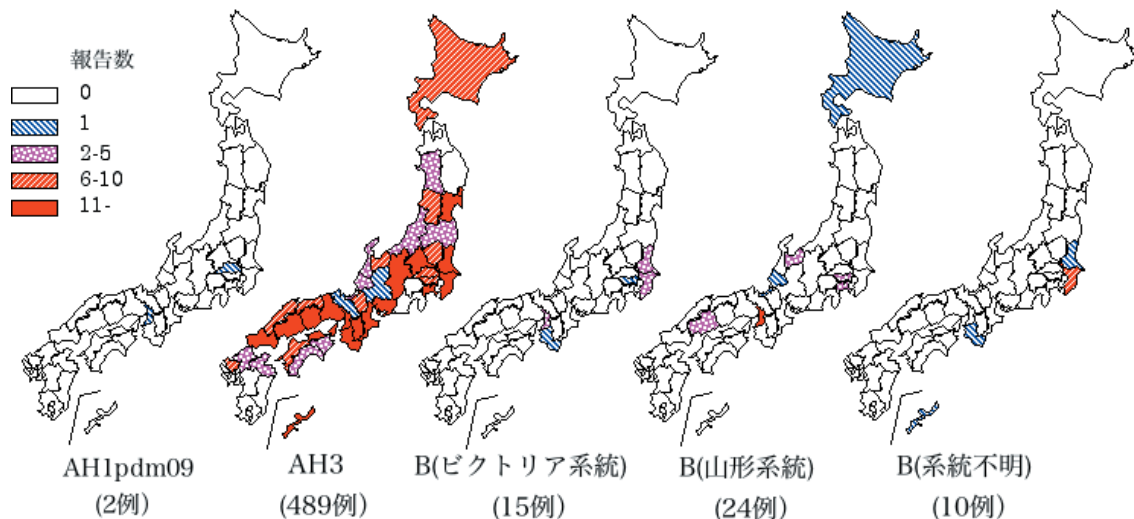 報告数
0
1
2-5
6-10
11-
AH1pdm09
(2例)
AH3
(489例)
B(ビクトリア系統)
(15例)
B(山形系統)
(24例)
B(系統不明)
(10例)